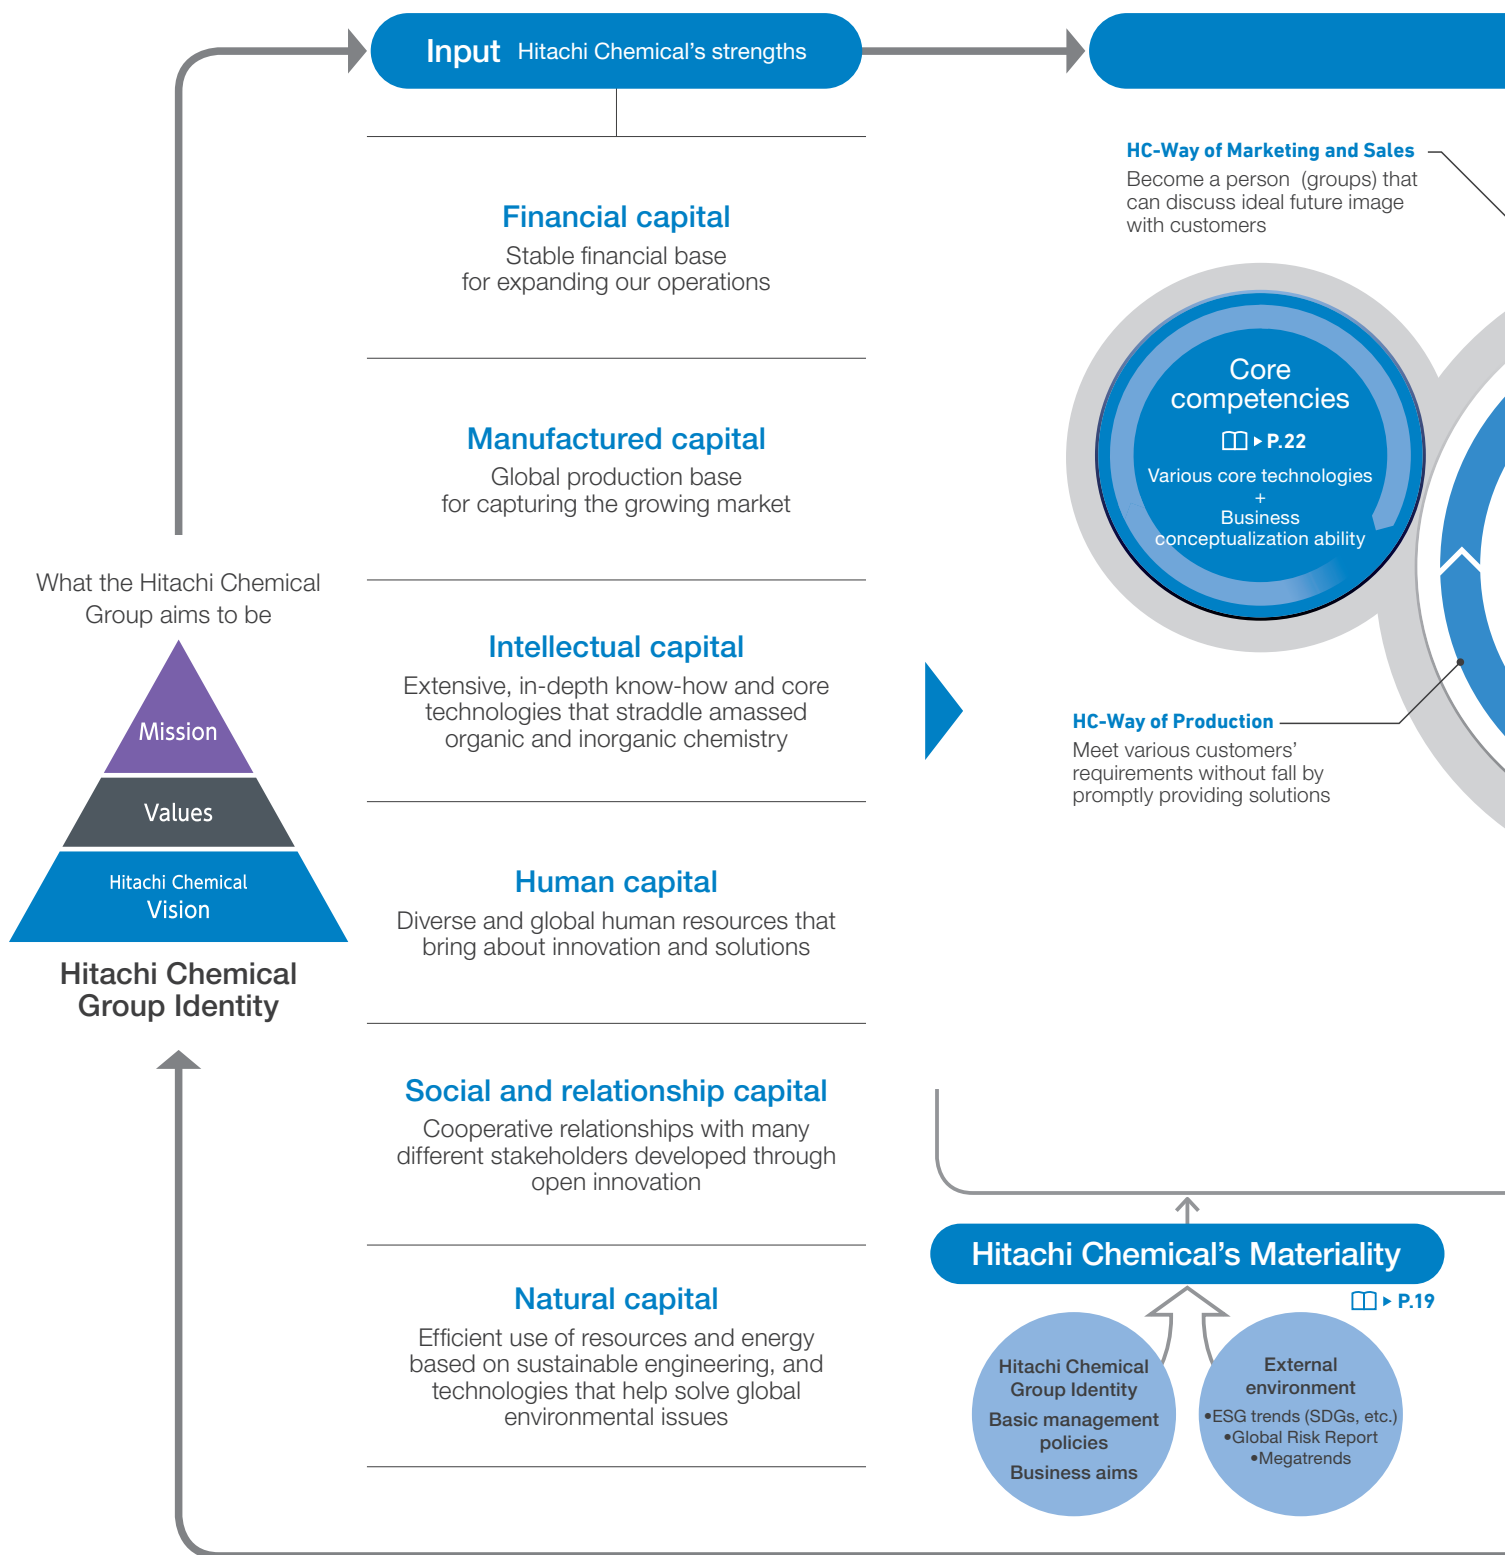 Input Hitachi Chemical’s strengths
Financial capital
Stable financial base
for expanding our operations
Manufactured capital
Global production base
for capturing the growing market
Intellectual capital
Extensive, in-depth know-how and core
technologies that straddle amassed
organic and inorganic chemistry
Human capital
Diverse and global human resources that
bring about innovation and solutions
Social and relationship capital
Cooperative relationships with many
different stakeholders developed through
open innovation
Natural capital
Efficient use of resources and energy
based on sustainable engineering, and
technologies that help solve global
environmental issues
What the Hitachi Chemical
Group aims to be
Mission
Values
Hitachi Chemical
Vision
Hitachi Chemical
Group Identity
HC-Way of Marketing and Sales
Become a person (groups) that
can discuss ideal future image
with customers
Core
competencies
P.22
Various core technologies
+
Business
conceptualization ability
HC-Way of Production
Meet various customers’
requirements without fall by
promptly providing solutions
Hitachi Chemical’s Materiality
P.19
Hitachi Chemical
Group Identity
Basic management
policies
Business aims
External
environment
•ESG trends (SDGs, etc.)
•Global Risk Report
•Megatrends